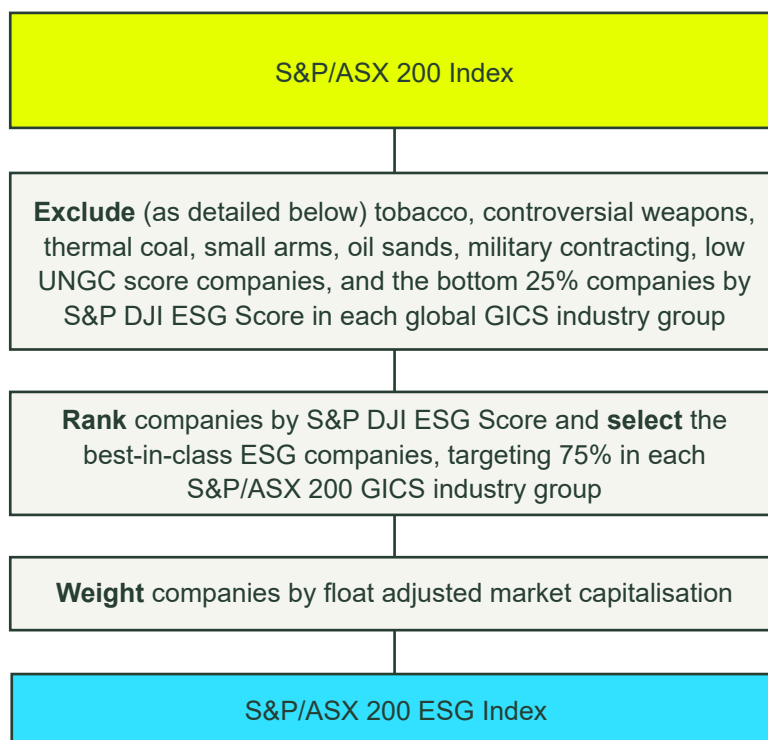 S&P/ASX 200 Index
Exclude (as detailed below) tobacco, controversial weapons,
thermal coal, small arms, oil sands, military contracting, low
UNGC score companies, and the bottom 25% companies by
S&P DJI ESG Score in each global GICS industry group
Rank companies by S&P DJI ESG Score and select the
best-in-class ESG companies, targeting 75% in each
S&P/ASX 200 GICS industry group
Weight companies by float adjusted market capitalisation
S&P/ASX 200 ESG Index